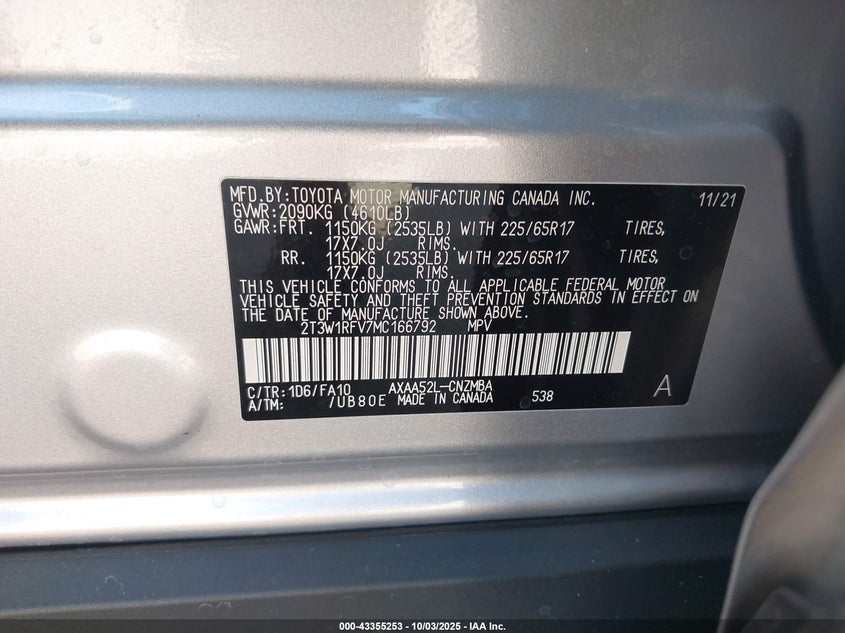 MFD.BY:TOYOTA MOTOR MANUFACTURING CANADA INC. 11/21
GVWR:2090KG (4610LB)
GAWR:FRT. 1150KG (2535LB) WITH 225/65R17 TIRES,
17X7.0J RIMS.
RR. 1150KG (2535LB) WITH 225/65R17 TIRES,
17X7.0J RIMS.
THIS VEHICLE CONFORMS TO ALL APPLICABLE FEDERAL MOTOR
VEHICLE SAFETY AND THEFT PREVENTION STANDARDS IN EFFECT ON
THE DATE OF MANUFACTURE SHOWN ABOVE.
2T3W1RFV7MC166792 MPV
C/TR:1D6/FA10 AXAA52L-CNZMBA
A/TM: /UB80E MADE IN CANADA 538 A
000-43355253 - 10/03/2025 - IAA Inc.